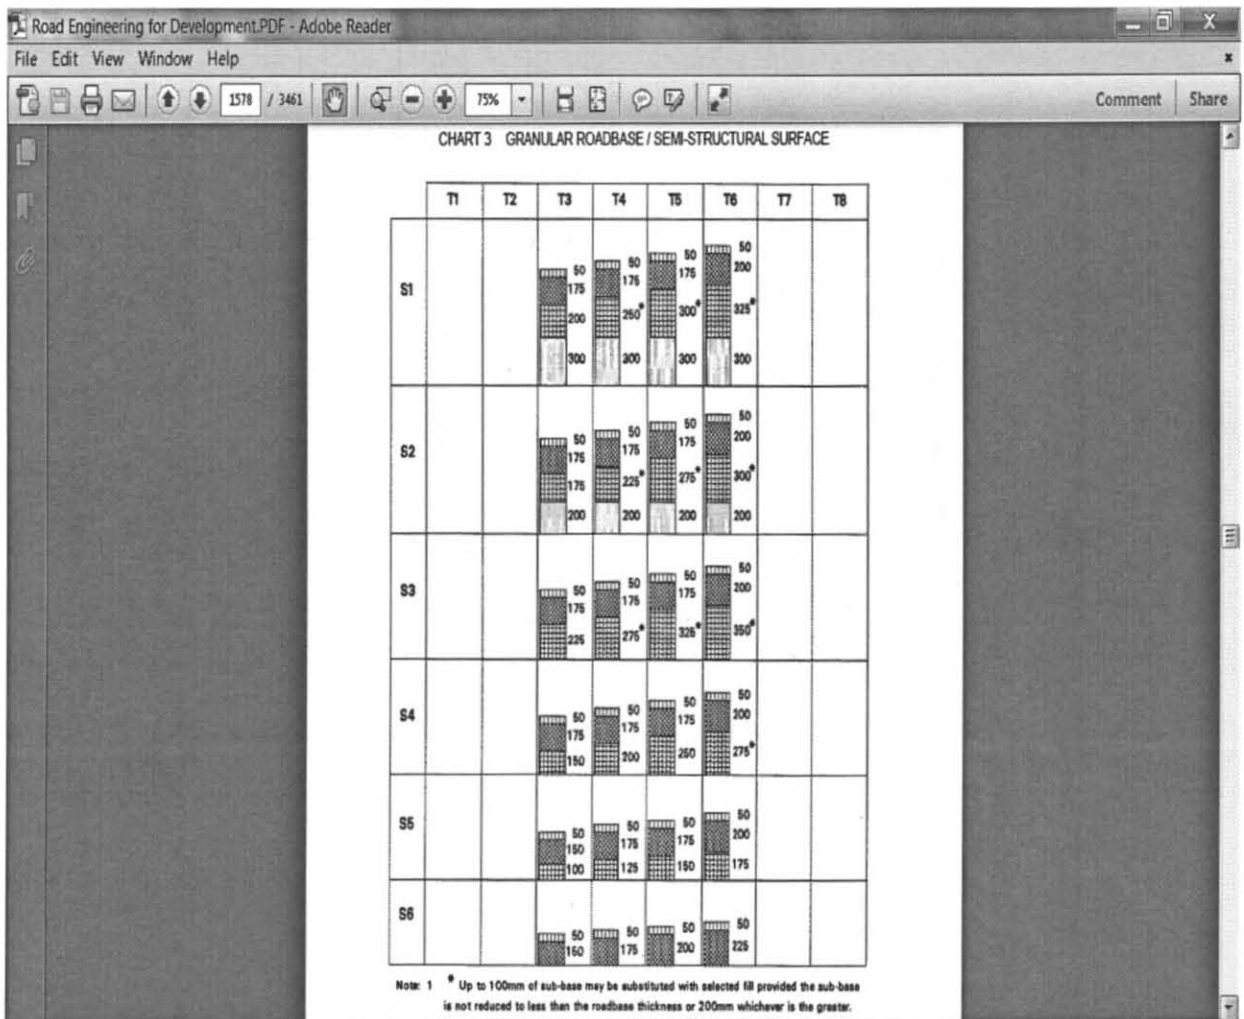 Road Engineering for Development.PDF - Adobe Reader
File Edit View Window Help
1578 / 3461 75% Comment Share
CHART 3 GRANULAR ROADBASE / SEMI-STRUCTURAL SURFACE
T1 T2 T3 T4 T5 T6 T7 T8
S1
50 50 50 50
175 175 175 200
200 250* 300* 325*
300 300 300 300
S2
50 50 50 50
175 175 175 200
175 225* 275* 300*
200 200 200 200
S3
50 50 50 50
175 175 175 200
225 275* 325* 350*
S4
50 50 50 50
175 175 175 200
150 200 250 275*
S5
50 50 50 50
150 175 175 200
100 125 150 175
S6
50 50 50 50
150 175 200 225
Note: 1 * Up to 100mm of sub-base may be substituted with selected fill provided the sub-base
is not reduced to less than the roadbase thickness or 200mm whichever is the greater.